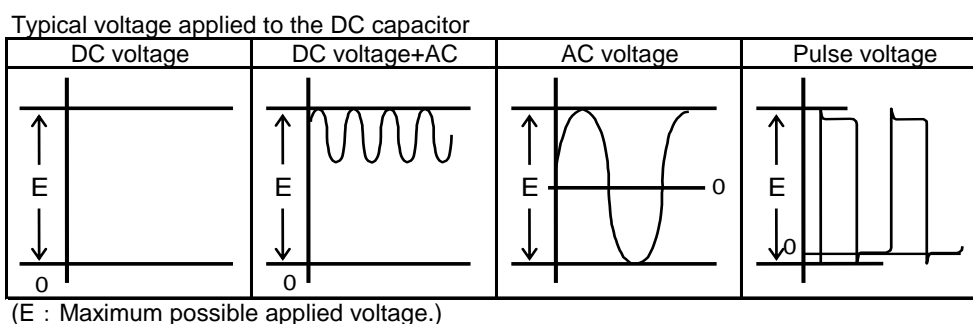 Typical voltage applied to the DC capacitor
DC voltage DC voltage+AC AC voltage Pulse voltage
E E E E
0 0 0 0
(E：Maximum possible applied voltage.)